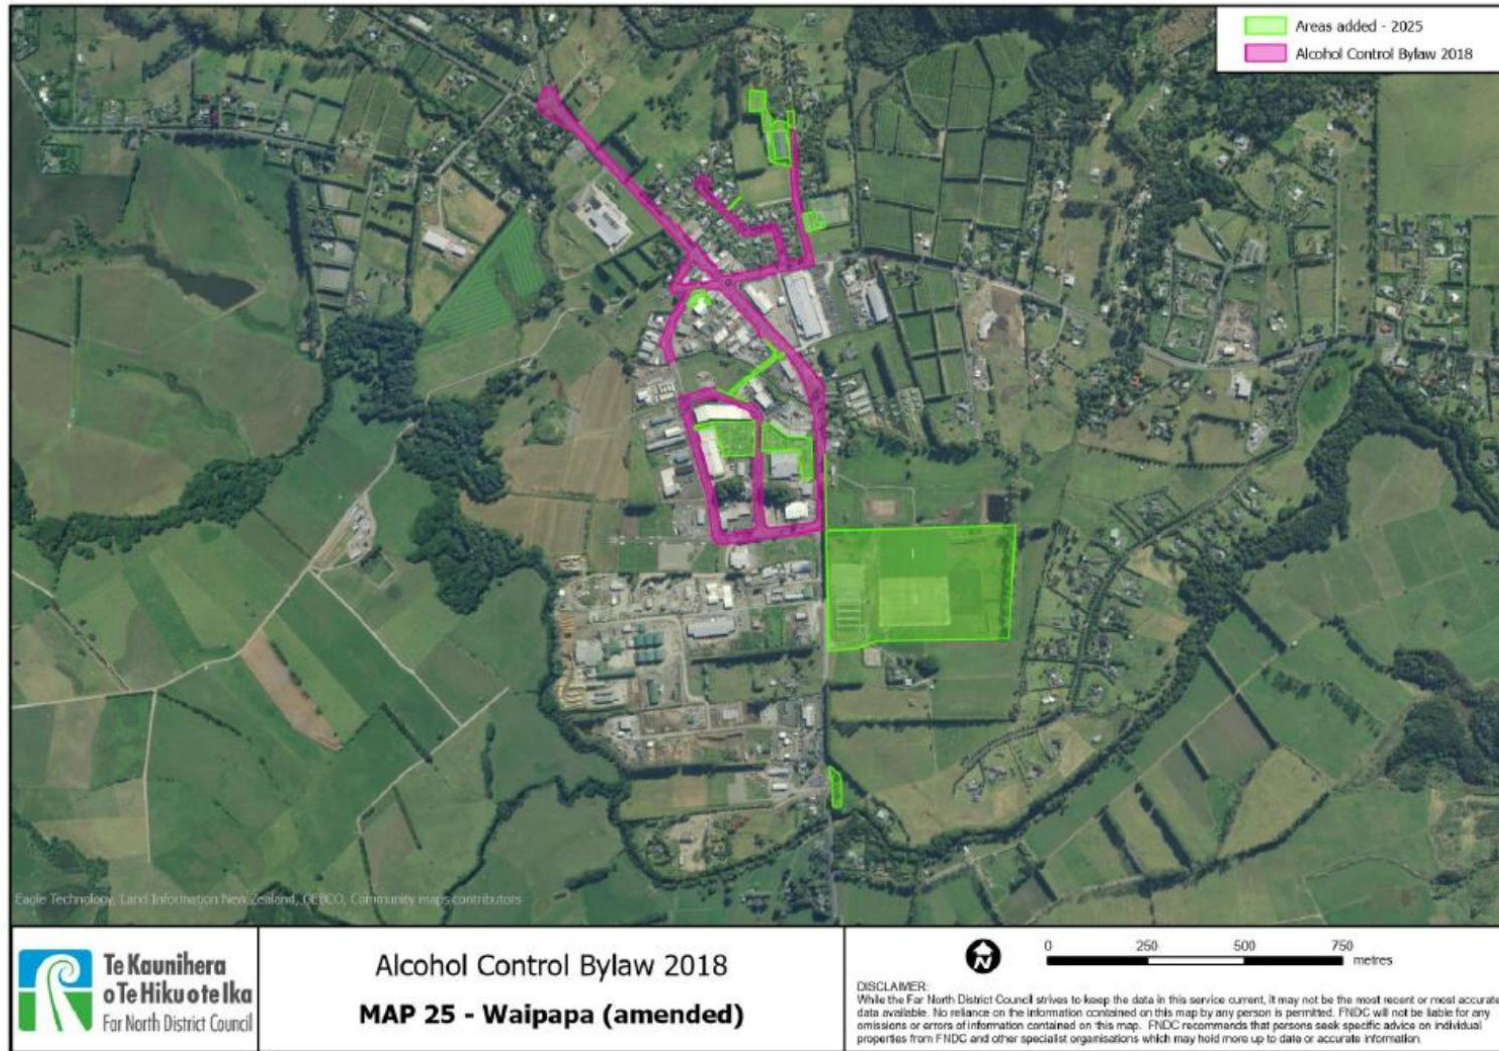 Areas added - 2025
Alcohol Control Bylaw 2018
Eagle Technology, Land Information New Zealand, GEBCO, Community maps contributors
Te Kaunihera
o Te Hiku o te Ika
Far North District Council
Alcohol Control Bylaw 2018
MAP 25 - Waipapa (amended)
N
0 250 500 750
metres
DISCLAIMER:
While the Far North District Council strives to keep the data in this service current, it may not be the most recent or most accurate
data available. No reliance on the information contained on this map by any person is permitted. FNDC will not be liable for any
omissions or errors of information contained on this map. FNDC recommends that persons seek specific advice on individual
properties from FNDC and other specialist organisations which may hold more up to date or accurate information.